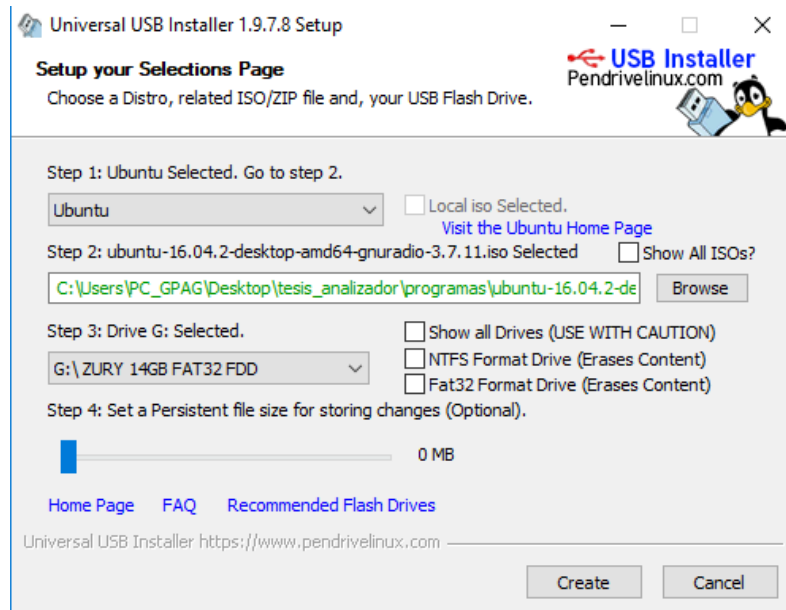 Universal USB Installer 1.9.7.8 Setup
Setup your Selections Page
Choose a Distro, related ISO/ZIP file and, your USB Flash Drive.
USB Installer
Pendrivelinux.com
Step 1: Ubuntu Selected. Go to step 2.
Ubuntu
Local iso Selected.
Visit the Ubuntu Home Page
Step 2: ubuntu-16.04.2-desktop-amd64-gnuradio-3.7.11.iso Selected
Show All ISOs?
C:\Users\PC_GPAG\Desktop\tesis_analizador\programas\ubuntu-16.04.2-de
Browse
Step 3: Drive G: Selected.
Show all Drives (USE WITH CAUTION)
G:\ ZURY 14GB FAT32 FDD
NTFS Format Drive (Erases Content)
Fat32 Format Drive (Erases Content)
Step 4: Set a Persistent file size for storing changes (Optional).
0 MB
Home Page FAQ Recommended Flash Drives
Universal USB Installer https://www.pendrivelinux.com
Create Cancel